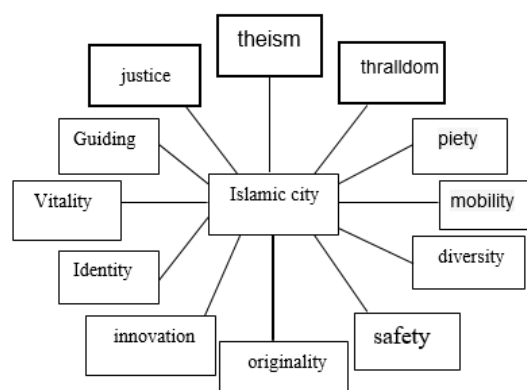 theism
justice
thralldom
Guiding
piety
Islamic city
Vitality
mobility
Identity
diversity
innovation
safety
originality